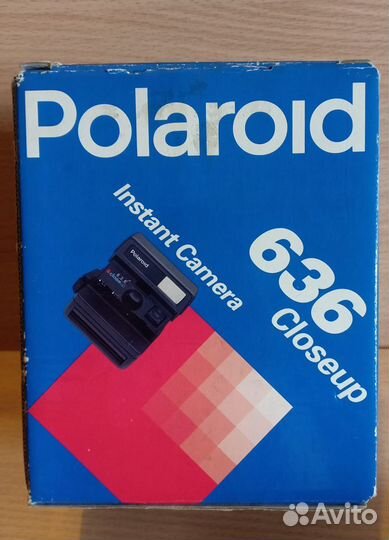 Polaroid
Instant Camera
636
Closeup
Polaroid
Avito